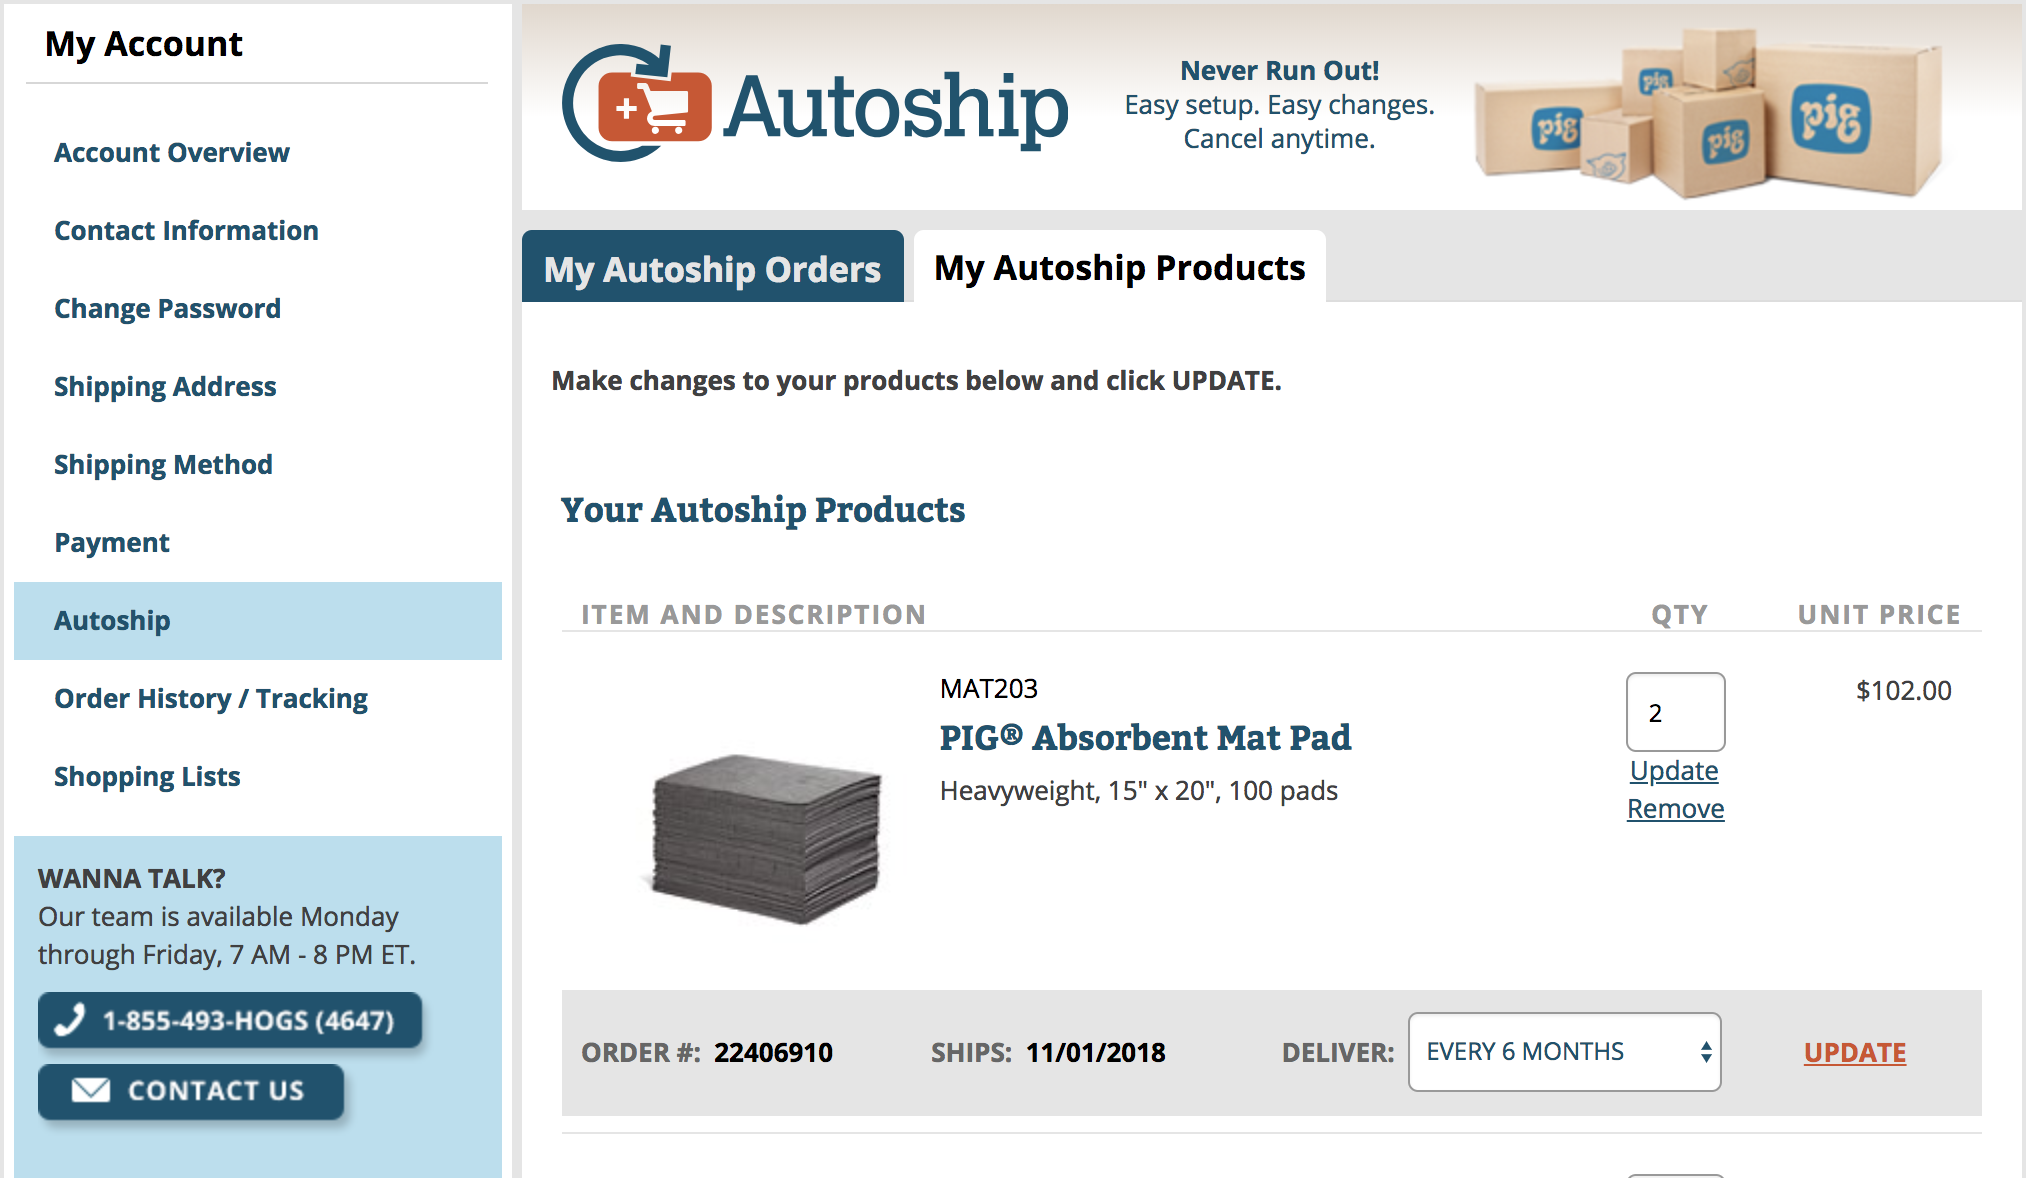 My Account
Account Overview
Contact Information
Change Password
Shipping Address
Shipping Method
Payment
Autoship
Order History / Tracking
Shopping Lists
WANNA TALK?
Our team is available Monday
through Friday, 7 AM - 8 PM ET.
1-855-493-HOGS (4647)
CONTACT US
Autoship
Never Run Out!
Easy setup. Easy changes.
Cancel anytime.
pig
pig
pig
pig
My Autoship Orders
My Autoship Products
Make changes to your products below and click UPDATE.
Your Autoship Products
ITEM AND DESCRIPTION QTY UNIT PRICE
MAT203
PIG® Absorbent Mat Pad
Heavyweight, 15" x 20", 100 pads
2
Update
Remove
$102.00
ORDER #: 22406910 SHIPS: 11/01/2018 DELIVER: EVERY 6 MONTHS UPDATE